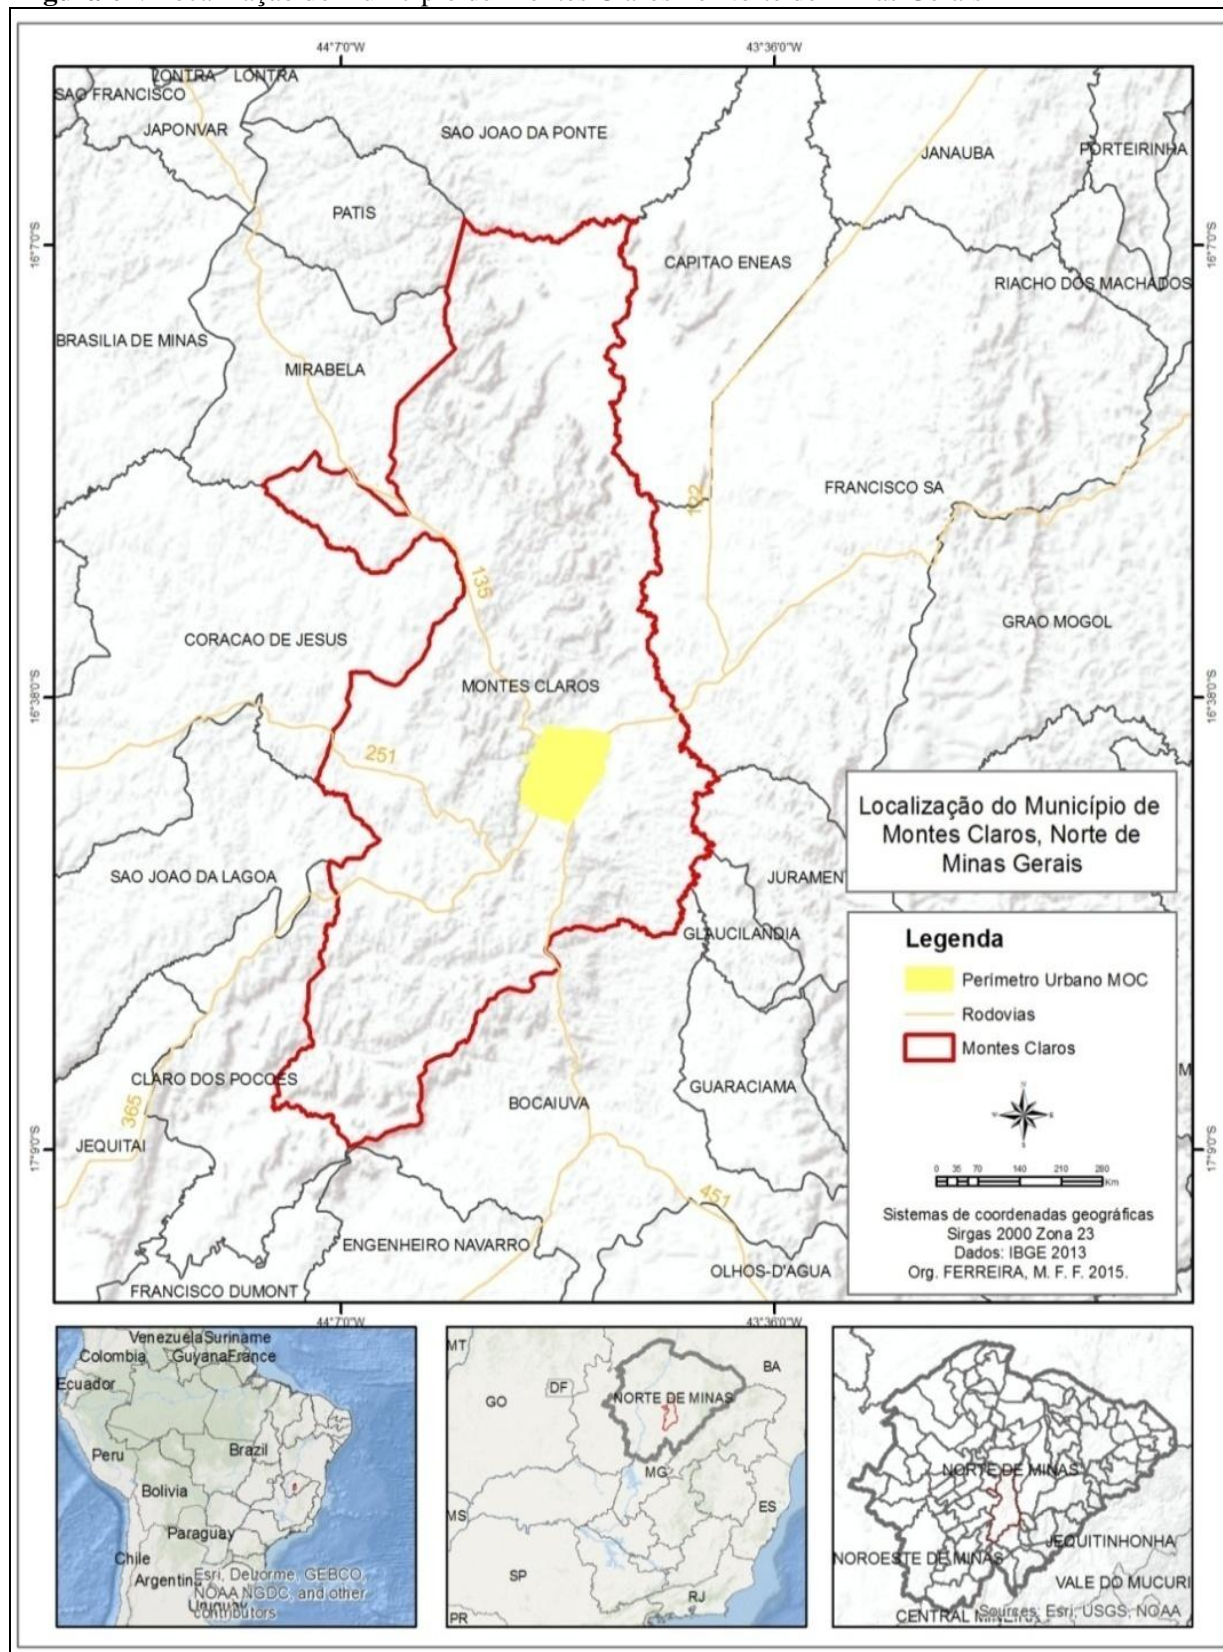 44°7'0"W 43°36'0"W
LONTRA LONTRA
SAO FRANCISCO
JAPONVAR
SAO JOAO DA PONTE
JANAUBA
PORTEIRINHA
PATIS
16°7'0"S
16°7'0"S
CAPITAO ENEAS
RIACHO DOS MACHADOS
BRASILIA DE MINAS
MIRABELA
FRANCISCO SA
122
135
GRAO MOGOL
CORACAO DE JESUS
MONTES CLAROS
16°38'0"S
16°38'0"S
251
Localização do Município de
Montes Claros, Norte de
Minas Gerais
SAO JOAO DA LAGOA
JURAMEN
GLAUCILANDIA
Legenda
Perímetro Urbano MOC
Rodovias
Montes Claros
CLARO DOS POCOES
GUARACIAMA
M
BOCAIUVA
365
JEQUITAI
17°9'0"S
17°9'0"S
0 35 70 140 210 280
Km
451
Sistemas de coordenadas geográficas
Sirgas 2000 Zona 23
Dados: IBGE 2013
Org. FERREIRA, M. F. F. 2015.
ENGENHEIRO NAVARRO
OLHOS-D'AGUA
FRANCISCO DUMONT
44°7'0"W 43°36'0"W
Venezuela Suriname
Colombia Guyana France
Ecuador
Peru
Brazil
Bolivia
Paraguay
Chile
Argentina
Uruguay
Esri, Delorme, GEBCO,
NOAA NGDC, and other
contributors
MT
BA
DF
GO
NORTE DE MINAS
MG
ES
MS
SP
RJ
PR
NORTE DE MINAS
JEQUITINHONHA
NOROESTE DE MINAS
VALE DO MUCURI
CENTRAL MINEIRA
Sources: Esri, USGS, NOAA